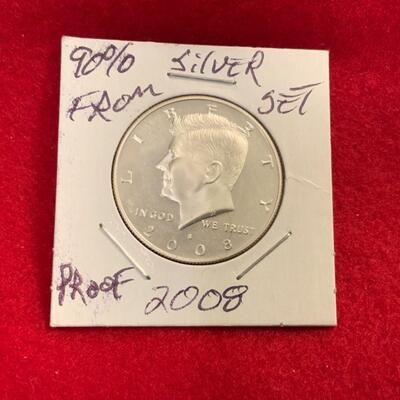 90% SILVER
FROM SET
LIBERTY
IN GOD WE TRUST
2008
S
PROOF 2008